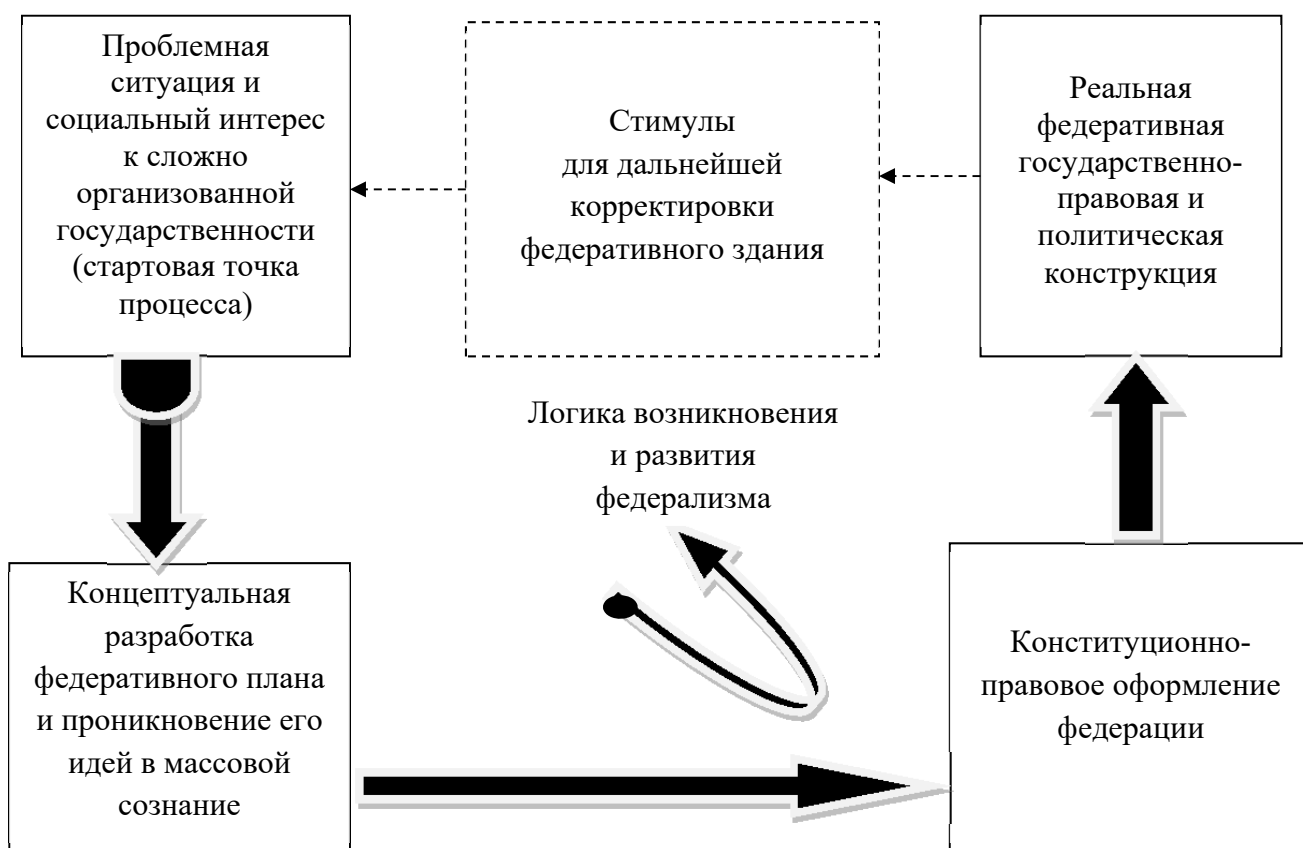 Проблемная
ситуация и
социальный интерес
к сложно
организованной
государственности
(стартовая точка
процесса)
Стимулы
для дальнейшей
корректировки
федеративного здания
Реальная
федеративная
государственно-
правовая и
политическая
конструкция
Логика возникновения
и развития
федерализма
Концептуальная
разработка
федеративного плана
и проникновение его
идей в массовой
сознание
Конституционно-
правовое оформление
федерации